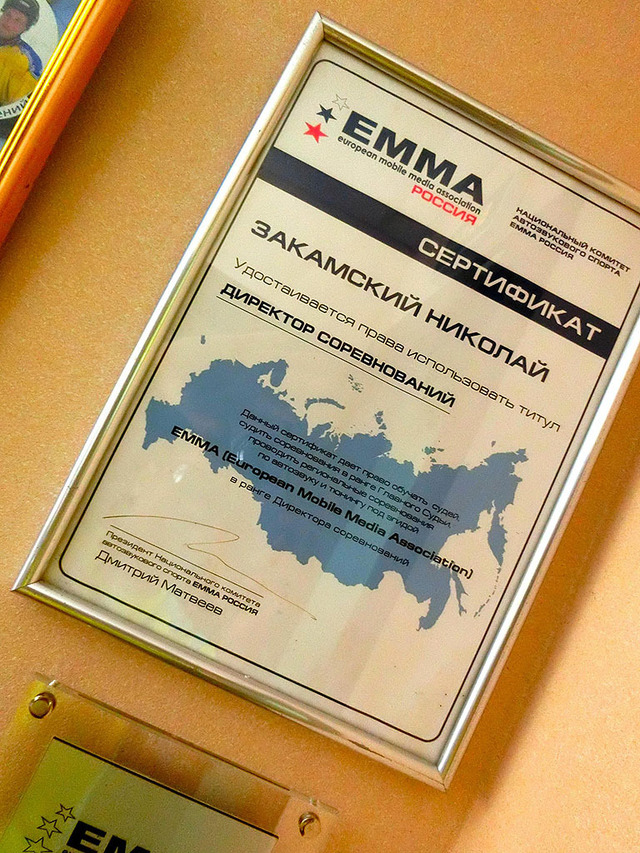 ЕНИЙ
EMMA
european mobile media association
РОССИЯ
НАЦИОНАЛЬНЫЙ КОМИТЕТ
АВТОЗВУКОВОГО СПОРТА
EMMA РОССИЯ
СЕРТИФИКАТ
ЗАКАМСКИЙ НИКОЛАЙ
Удостаивается права использовать титул
ДИРЕКТОР СОРЕВНОВАНИЙ
Данный сертификат дает право обучать судей,
судить соревнования в ранге Главного Судьи,
проводить региональные соревнования
по автозвуку и тюнингу под эгидой
EMMA (European Mobile Media Association)
в ранге Директора соревнований
Президент Национального комитета
автозвукового спорта EMMA РОССИЯ
Дмитрий Матвеев
EMMA